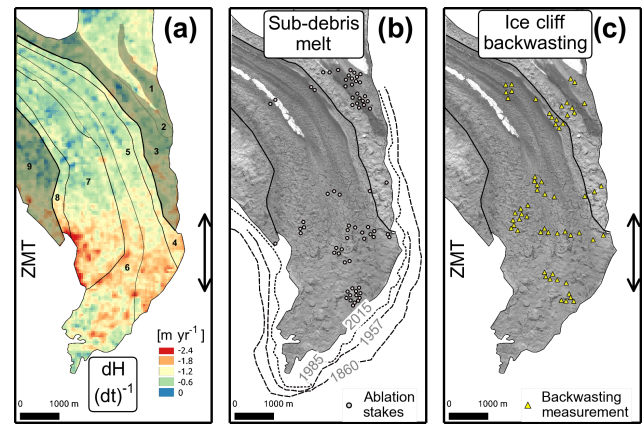 (a)
1
2
3
5
9
7
8
4
6
ZMT
[m yr⁻¹]
-2.4
-1.8
-1.2
-0.6
0
dH
(dt)⁻¹
0 1000 m
Sub-debris
melt
(b)
2015
1957
1985
1860
Ablation
stakes
0 1000 m
Ice cliff
backwasting
(c)
ZMT
Backwasting
measurement
0 1000 m